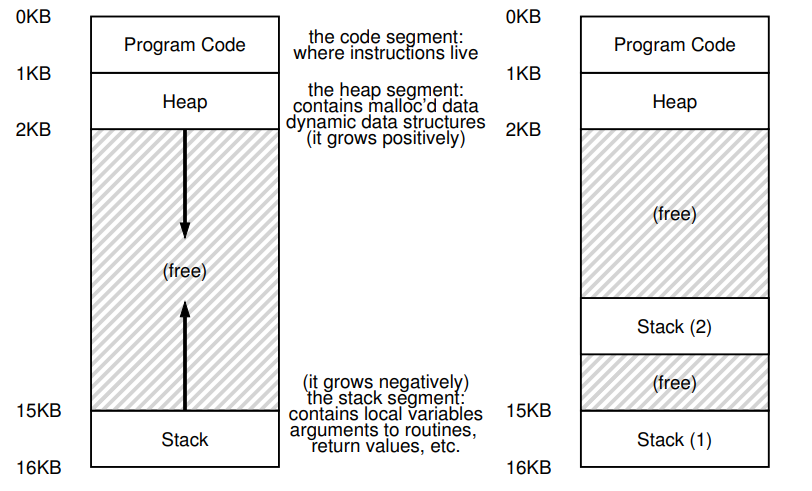 0KB
Program Code
the code segment:
where instructions live
1KB
Heap
the heap segment:
contains malloc'd data
dynamic data structures
(it grows positively)
2KB
(free)
(it grows negatively)
the stack segment:
contains local variables
arguments to routines,
return values, etc.
15KB
Stack
16KB
0KB
Program Code
1KB
Heap
2KB
(free)
Stack (2)
(free)
15KB
Stack (1)
16KB